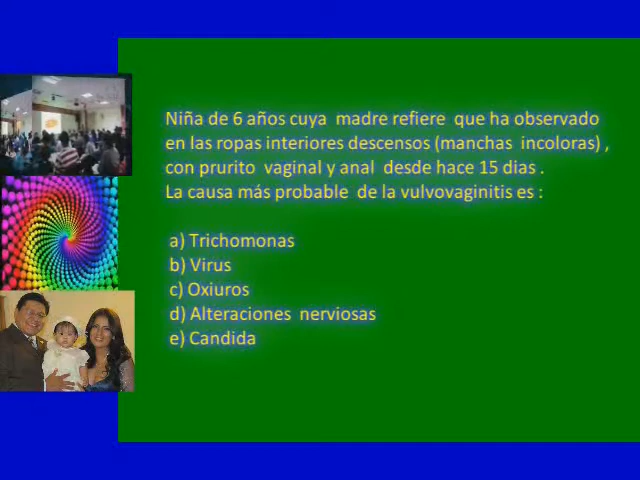 Niña de 6 años cuya madre refiere que ha observado
en las ropas interiores descensos (manchas incoloras) ,
con prurito vaginal y anal desde hace 15 dias .
La causa más probable de la vulvovaginitis es :
a) Trichomonas
b) Virus
c) Oxiuros
d) Alteraciones nerviosas
e) Candida